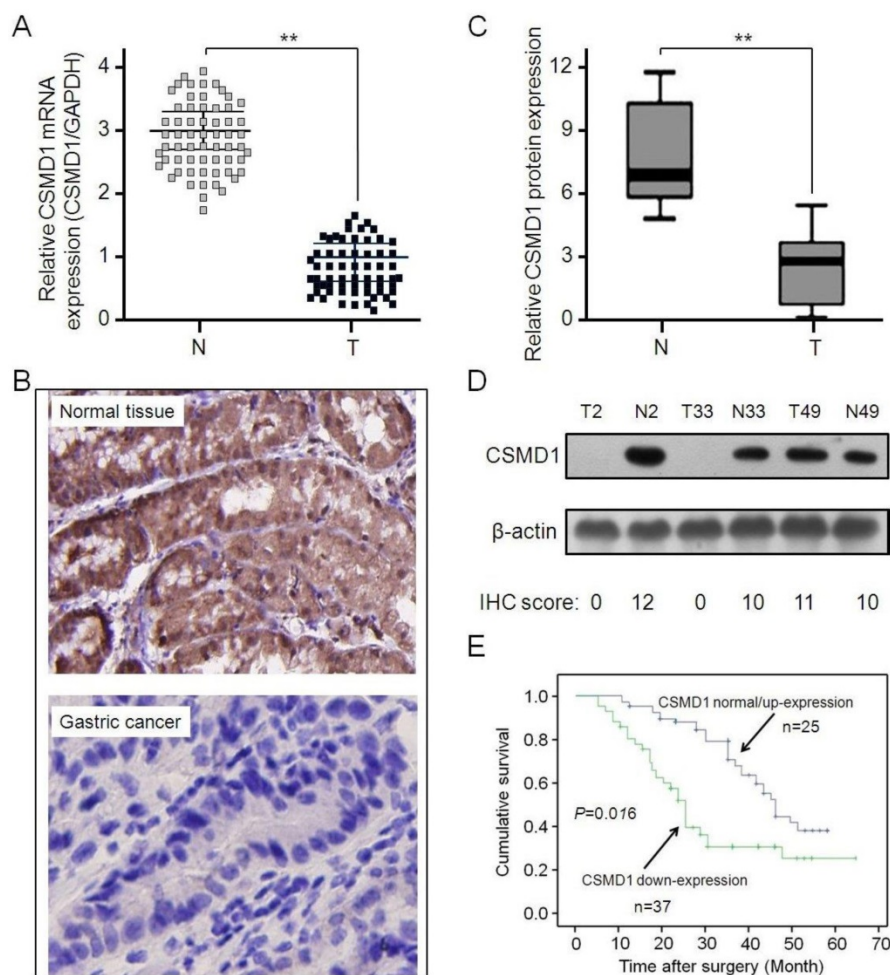 A
Relative CSMD1 mRNA
expression (CSMD1/GAPDH)
**
4
3
2
1
0
N
T
C
Relative CSMD1 protein expression
**
12
9
6
3
0
N
T
B
Normal tissue
Gastric cancer
D
T2 N2 T33 N33 T49 N49
CSMD1
β-actin
IHC score: 0 12 0 10 11 10
E
Cumulative survival
1.0
0.8
0.6
0.4
0.2
0.0
CSMD1 normal/up-expression
n=25
P=0.016
CSMD1 down-expression
n=37
0 10 20 30 40 50 60 70
Time after surgery (Month)